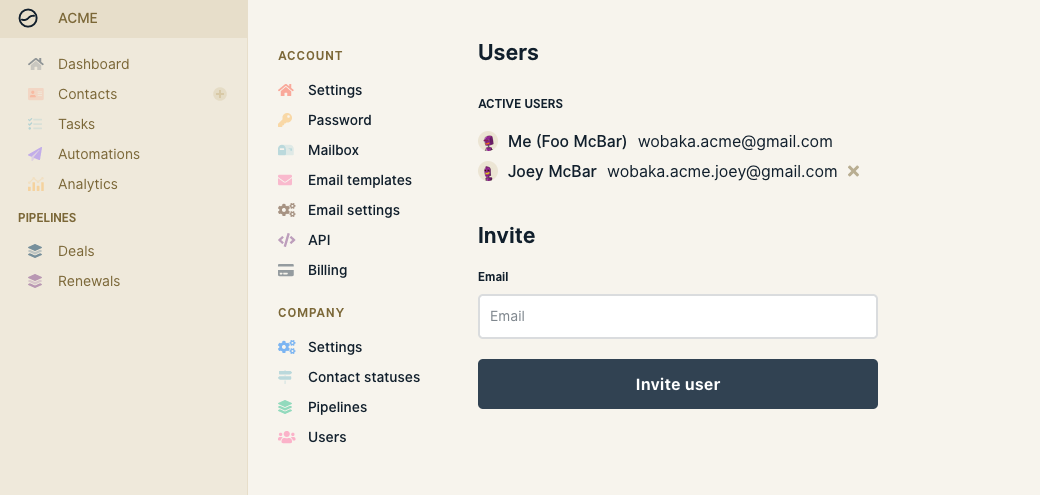 ACME
Dashboard
Contacts
Tasks
Automations
Analytics
PIPELINES
Deals
Renewals
ACCOUNT
Settings
Password
Mailbox
Email templates
Email settings
API
Billing
COMPANY
Settings
Contact statuses
Pipelines
Users
Users
ACTIVE USERS
Me (Foo McBar) wobaka.acme@gmail.com
Joey McBar wobaka.acme.joey@gmail.com
Invite
Email
Email
Invite user